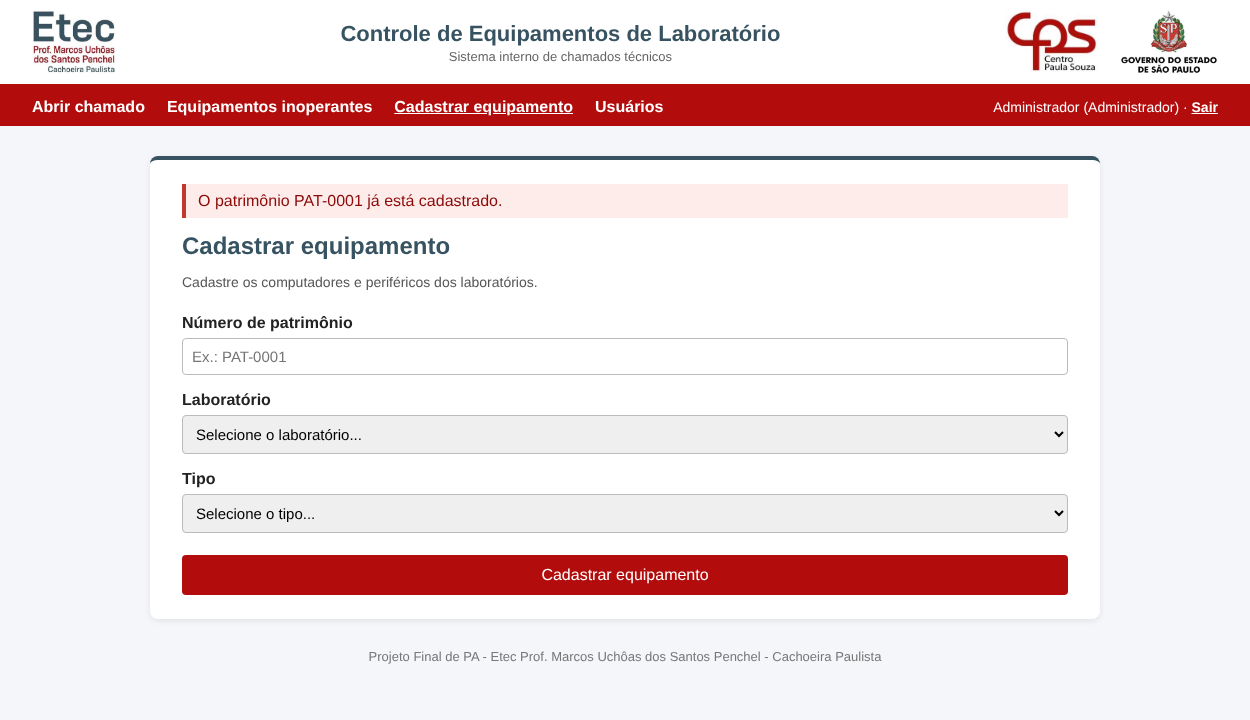 Etec
Prof. Marcos Uchôas
dos Santos Penchel
Cachoeira Paulista
Controle de Equipamentos de Laboratório
Sistema interno de chamados técnicos
cps
Centro
Paula Souza
GOVERNO DO ESTADO
DE SÃO PAULO
Abrir chamado
Equipamentos inoperantes
Cadastrar equipamento
Usuários
Administrador (Administrador) · Sair
O patrimônio PAT-0001 já está cadastrado.
Cadastrar equipamento
Cadastre os computadores e periféricos dos laboratórios.
Número de patrimônio
Ex.: PAT-0001
Laboratório
Selecione o laboratório...
Tipo
Selecione o tipo...
Cadastrar equipamento
Projeto Final de PA - Etec Prof. Marcos Uchôas dos Santos Penchel - Cachoeira Paulista